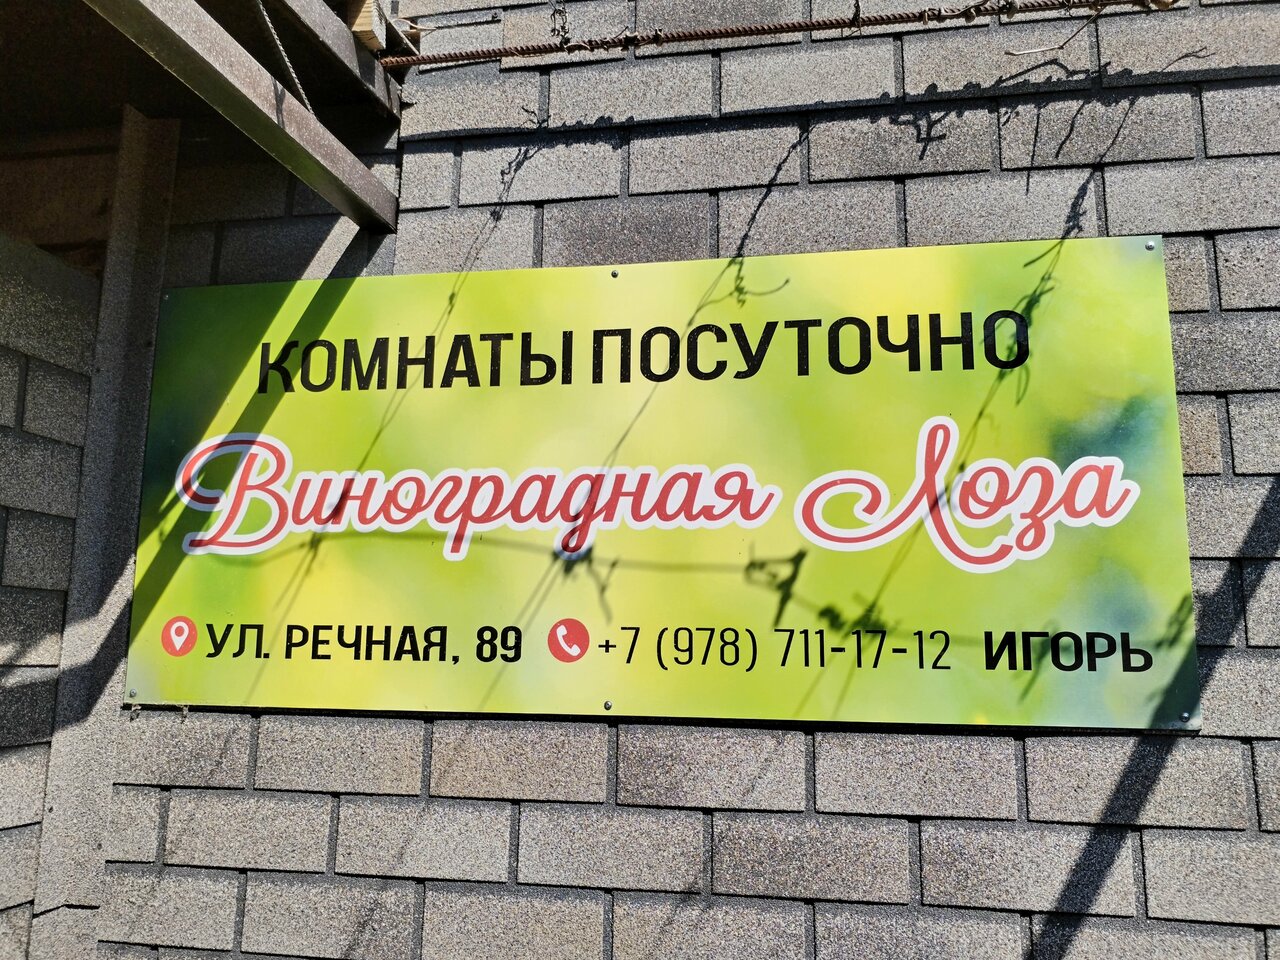 КОМНАТЫ ПОСУТОЧНО
Виноградная Лоза
УЛ. РЕЧНАЯ, 89 +7 (978) 711-17-12 ИГОРЬ